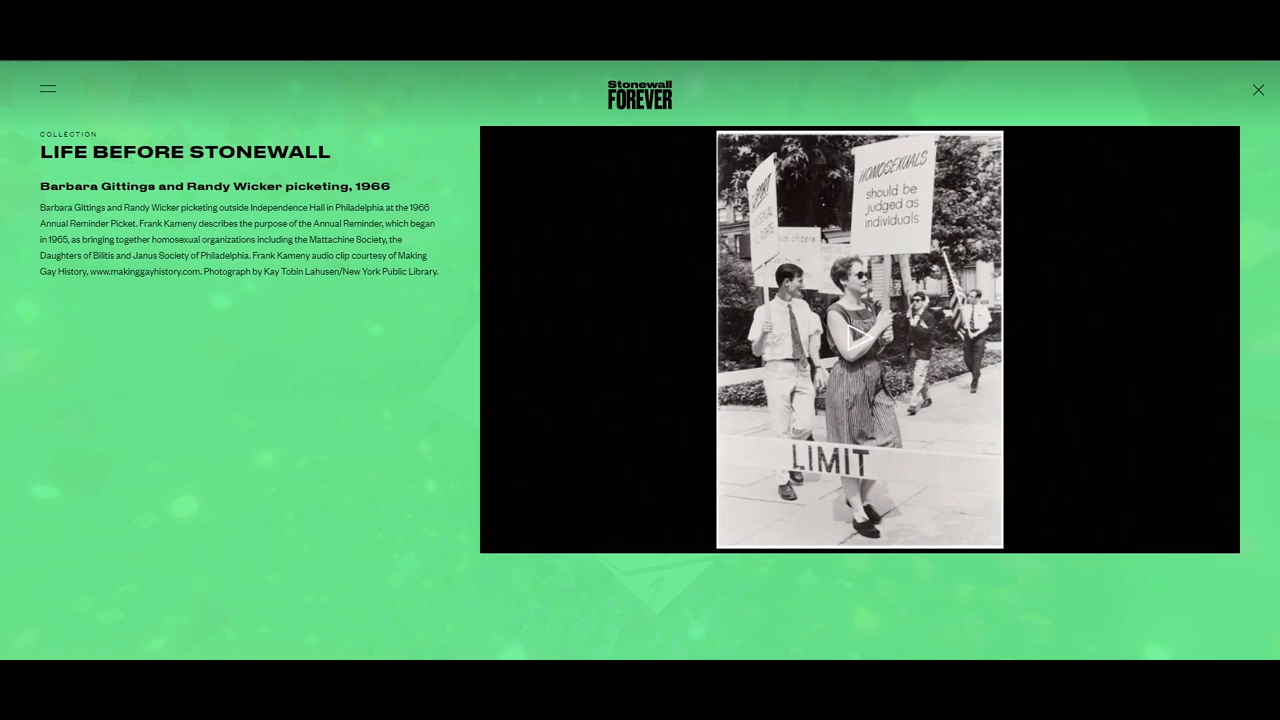 Stonewall
FOREVER
COLLECTION
LIFE BEFORE STONEWALL
Barbara Gittings and Randy Wicker picketing, 1966
Barbara Gittings and Randy Wicker picketing outside Independence Hall in Philadelphia at the 1966
Annual Reminder Picket. Frank Kameny describes the purpose of the Annual Reminder, which began
in 1965, as bringing together homosexual organizations including the Mattachine Society, the
Daughters of Bilitis and Janus Society of Philadelphia. Frank Kameny audio clip courtesy of Making
Gay History, www.makinggayhistory.com. Photograph by Kay Tobin Lahusen/New York Public Library.
HOMOSEXUALS
should be
judged as
individuals
citizens
LIMIT